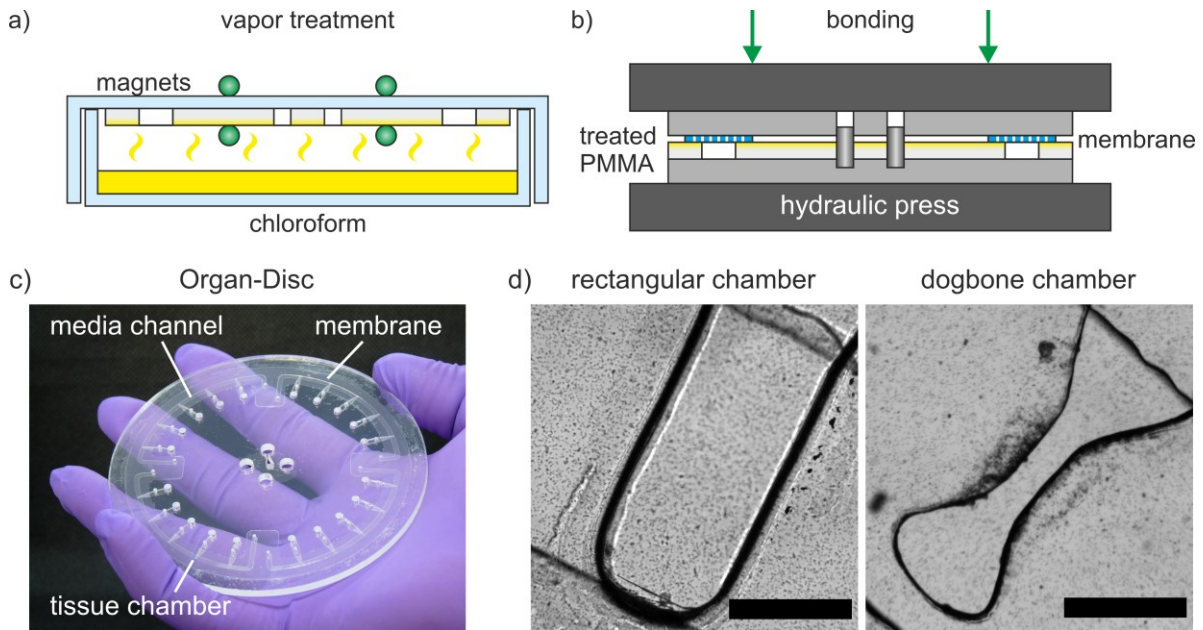 a) vapor treatment
magnets
chloroform
b) bonding
treated
PMMA
membrane
hydraulic press
c) Organ-Disc
media channel
membrane
tissue chamber
d) rectangular chamber
dogbone chamber